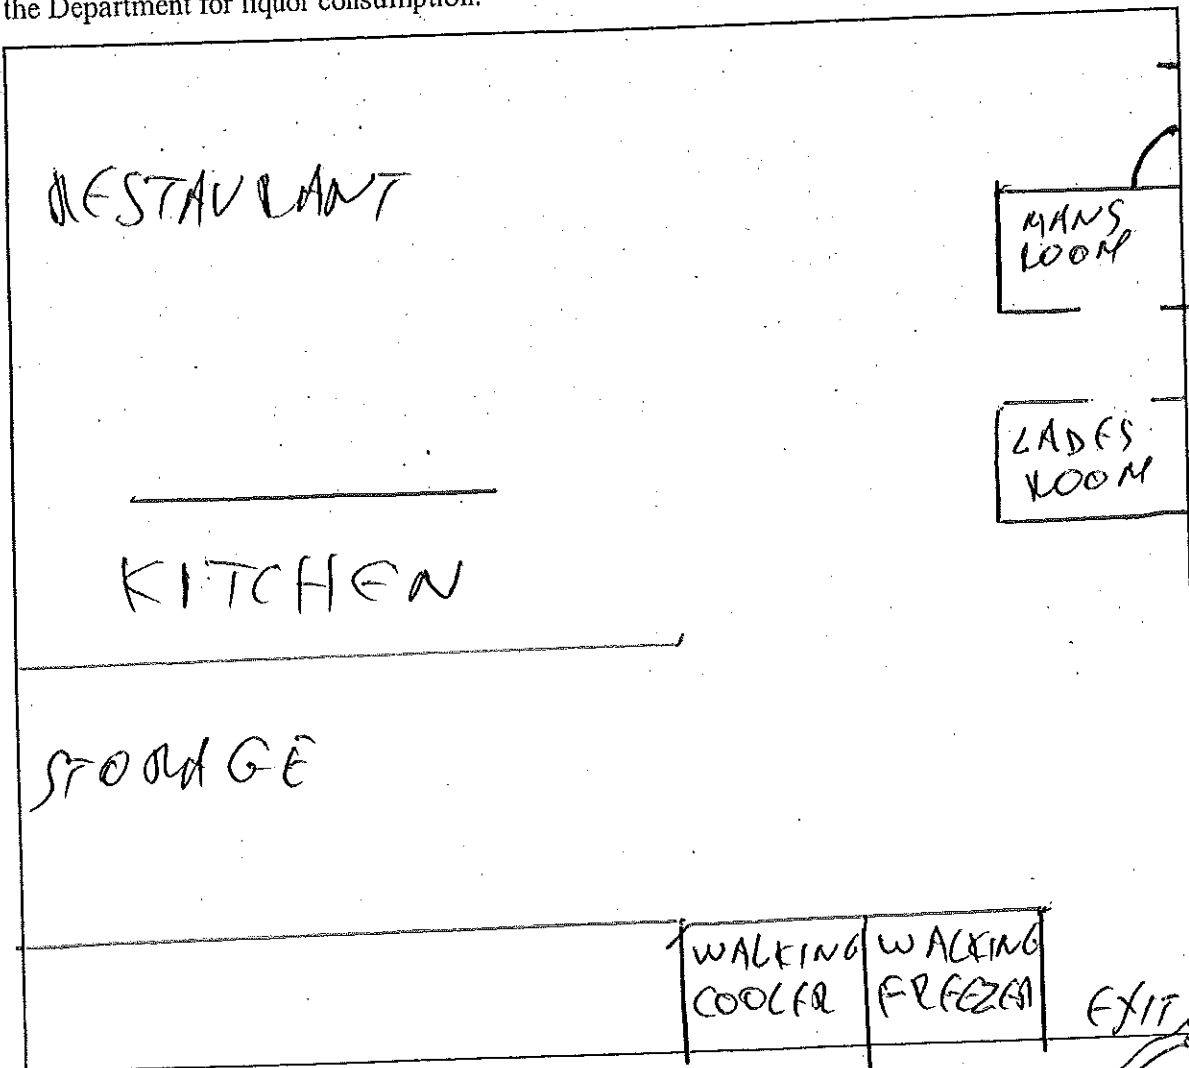 the Department for liquor consumption.
RESTAURANT
MANS
ROOM
LADES
ROOM
KITCHEN
STORAGE
WALKING
COOLER
WALKING
FREEZER
EXIT